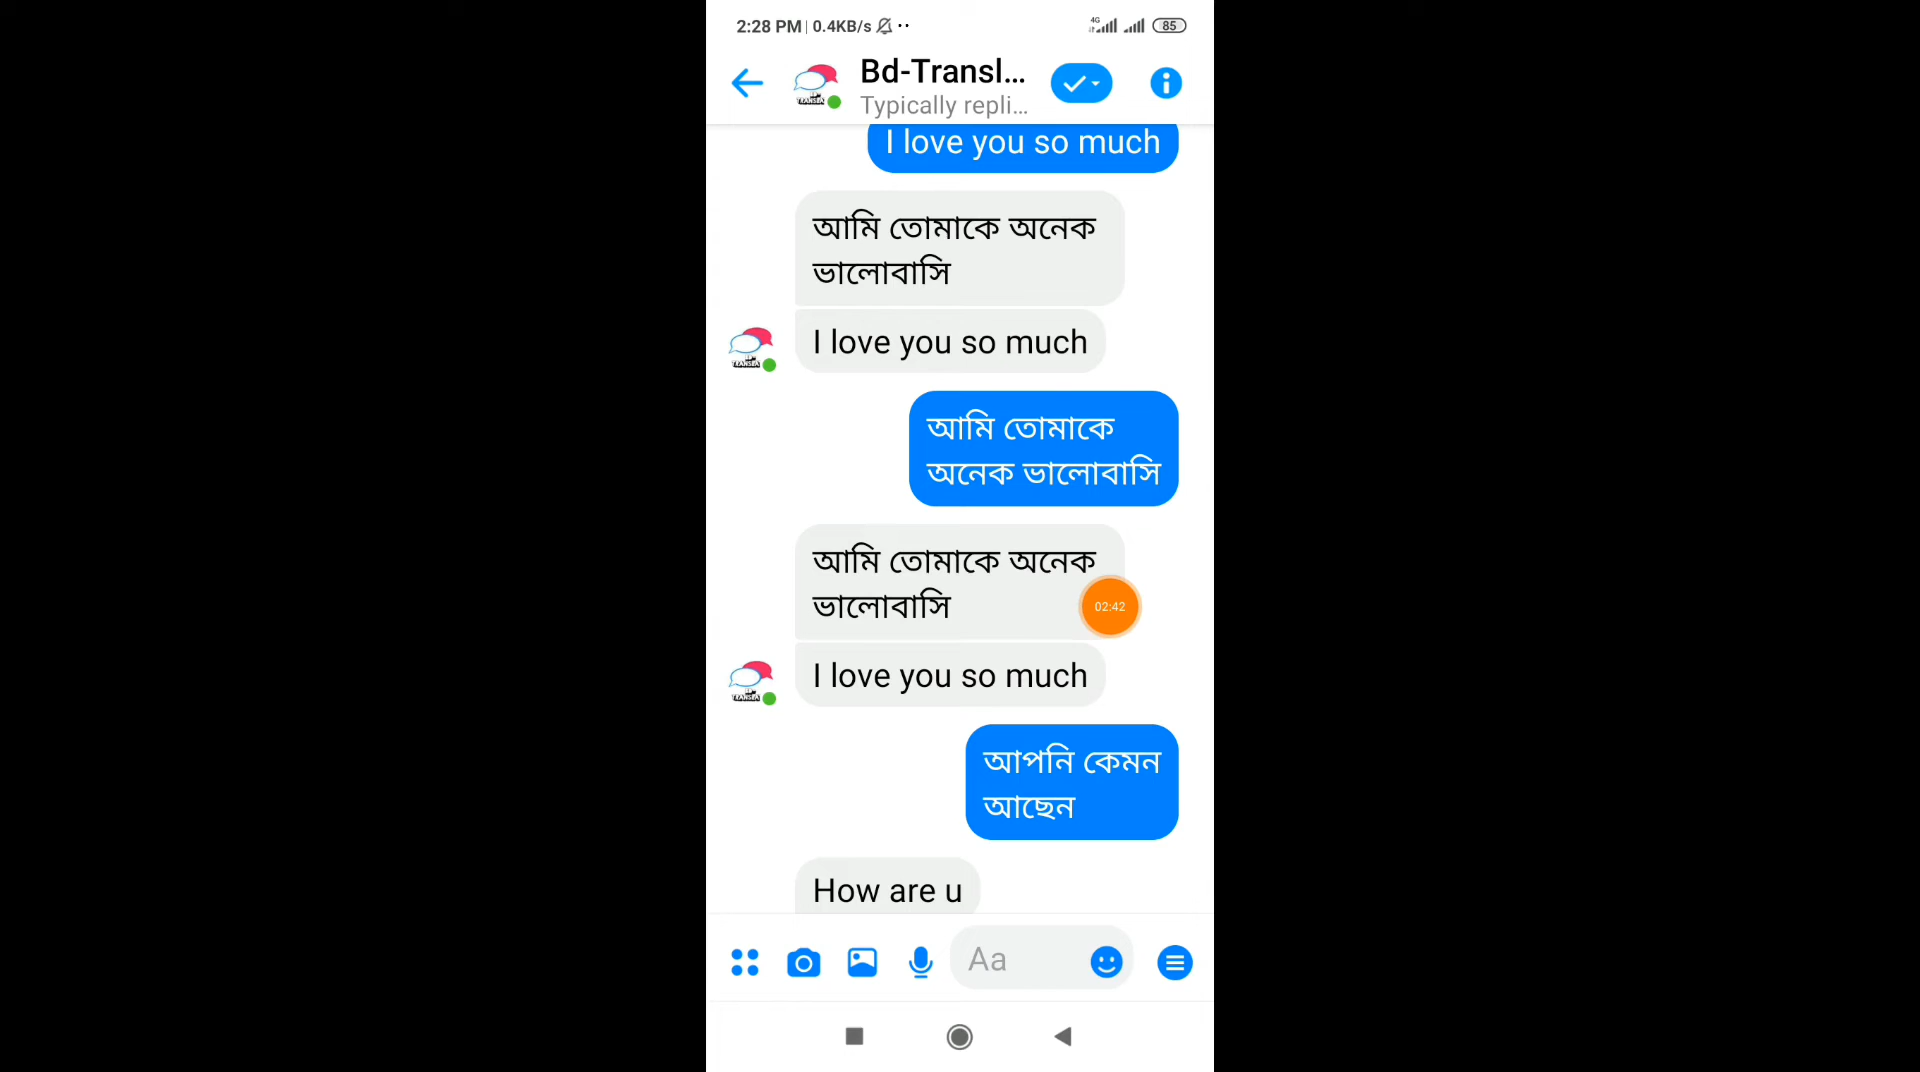 2:28 PM | 0.4KB/s
4G
85
Bd-Transl...
Typically repli...
I love you so much
আমি তোমাকে অনেক
ভালোবাসি
I love you so much
আমি তোমাকে
অনেক ভালোবাসি
আমি তোমাকে অনেক
ভালোবাসি
02:42
I love you so much
আপনি কেমন
আছেন
How are u
Aa